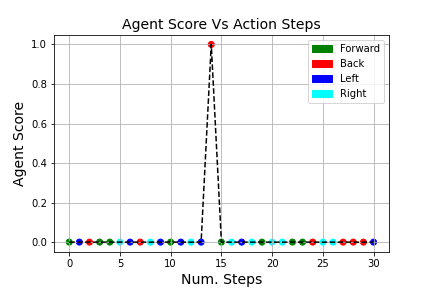 Agent Score Vs Action Steps
Agent Score
1.0
0.8
0.6
0.4
0.2
0.0
Forward
Back
Left
Right
0 5 10 15 20 25 30
Num. Steps